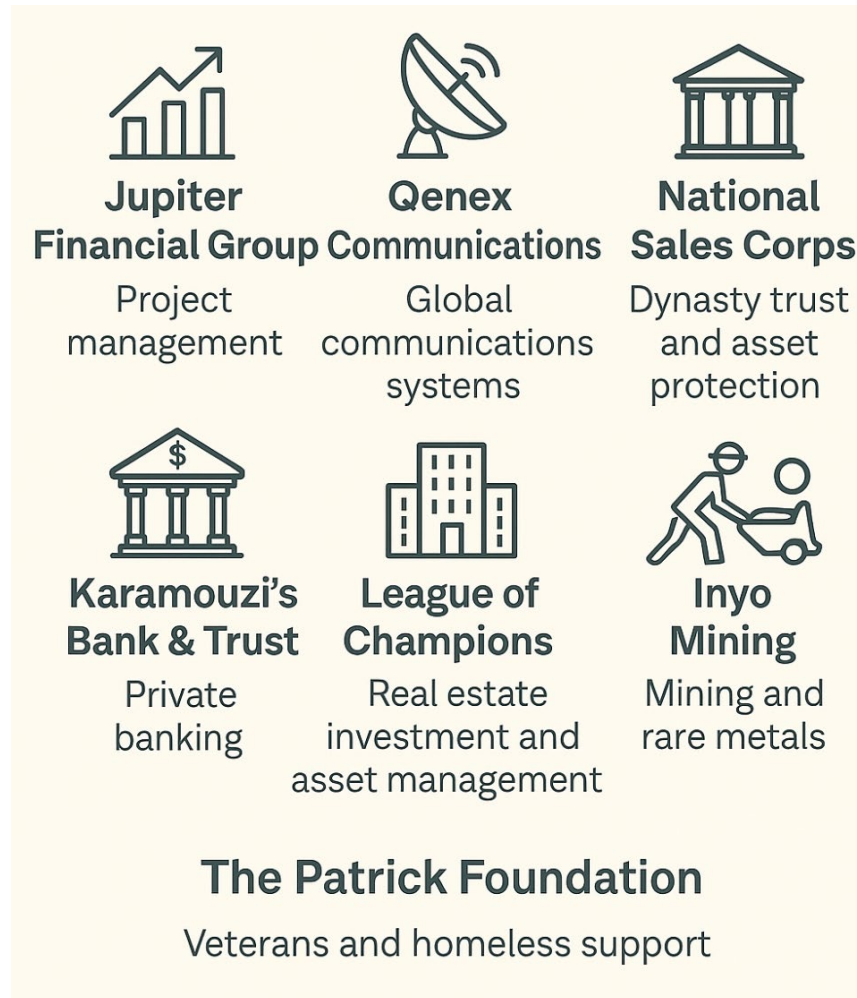 Jupiter
Financial Group
Project
management
Qenex
Communications
Global
communications
systems
National
Sales Corps
Dynasty trust
and asset
protection
$
Karamouzi's
Bank & Trust
Private
banking
League of
Champions
Real estate
investment and
asset management
Inyo
Mining
Mining and
rare metals
The Patrick Foundation
Veterans and homeless support